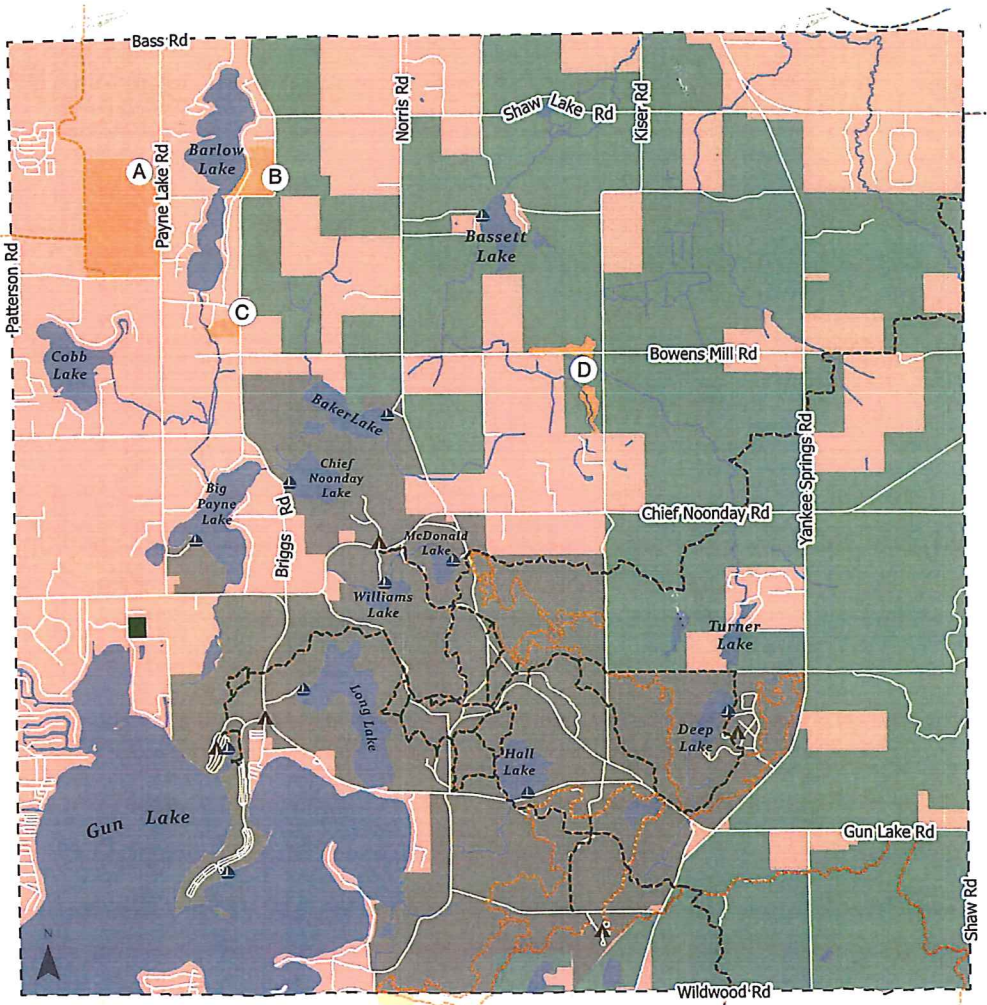 Bass Rd
Norris Rd
Shaw Lake Rd
Kiser Rd
Barlow
Lake
A
B
Payne Lake Rd
Patterson Rd
Bassett
Lake
C
Cobb
Lake
Bowens Mill Rd
D
Baker Lake
Yankee Springs Rd
Chief
Noonday
Lake
Big
Payne
Lake
Briggs Rd
Chief Noonday Rd
McDonald
Lake
Williams
Lake
Turner
Lake
Long Lake
Deep
Lake
Hall
Lake
Gun Lake
Gun Lake Rd
Shaw Rd
N
Wildwood Rd